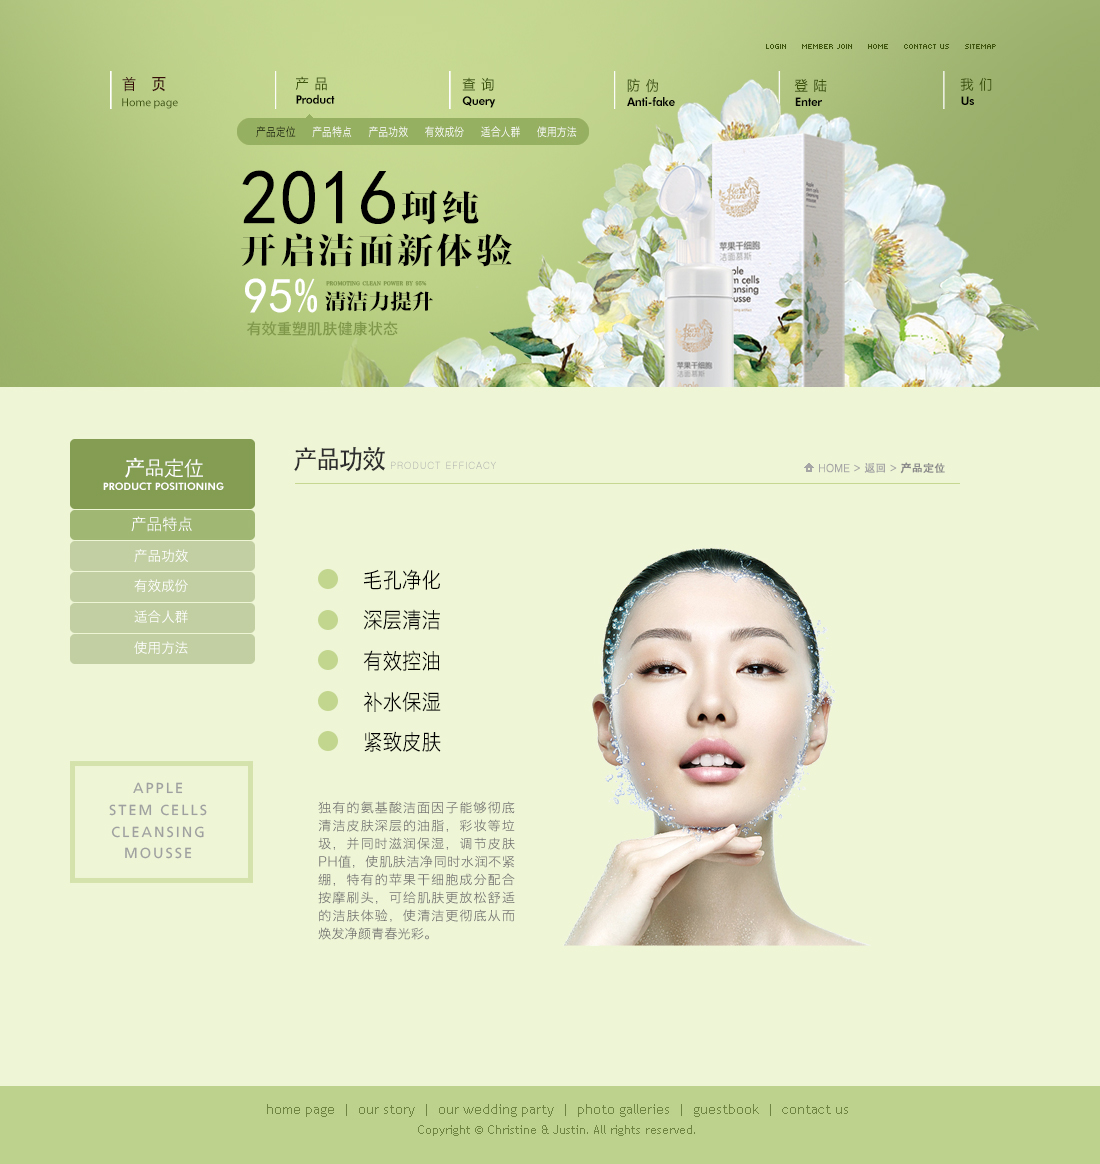 LOGIN MEMBER JOIN HOME CONTACT US SITEMAP
首 页 产 品 查 询 防 伪 登 陆 我 们
Home page Product Query Anti-fake Enter Us
产品定位 产品特点 产品功效 有效成份 适合人群 使用方法
2016珂纯
开启洁面新体验
95%
PROMOTING CLEAN POWER BY 95%
清洁力提升
有效重塑肌肤健康状态
苹果干细胞
洁面慕斯
苹果干细胞
洁面慕斯
产品定位
PRODUCT POSITIONING
产品特点
产品功效
有效成份
适合人群
使用方法
APPLE
STEM CELLS
CLEANSING
MOUSSE
产品功效 PRODUCT EFFICACY
HOME > 返回 > 产品定位
毛孔净化
深层清洁
有效控油
补水保湿
紧致皮肤
独有的氨基酸洁面因子能够彻底
清洁皮肤深层的油脂，彩妆等垃
圾，并同时滋润保湿，调节皮肤
PH值，使肌肤洁净同时水润不紧
绷，特有的苹果干细胞成分配合
按摩刷头，可给肌肤更放松舒适
的洁肤体验，使清洁更彻底从而
焕发净颜青春光彩。
home page | our story | our wedding party | photo galleries | guestbook | contact us
Copyright © Christine & Justin. All rights reserved.